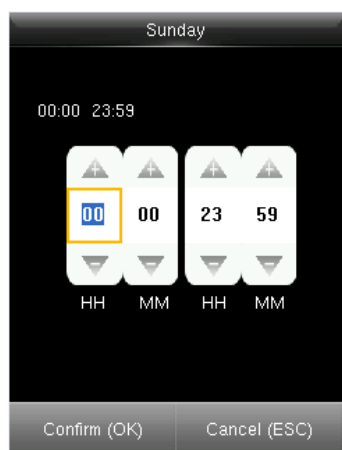 Sunday
00:00 23:59
00 00 23 59
HH MM HH MM
Confirm (OK) Cancel (ESC)